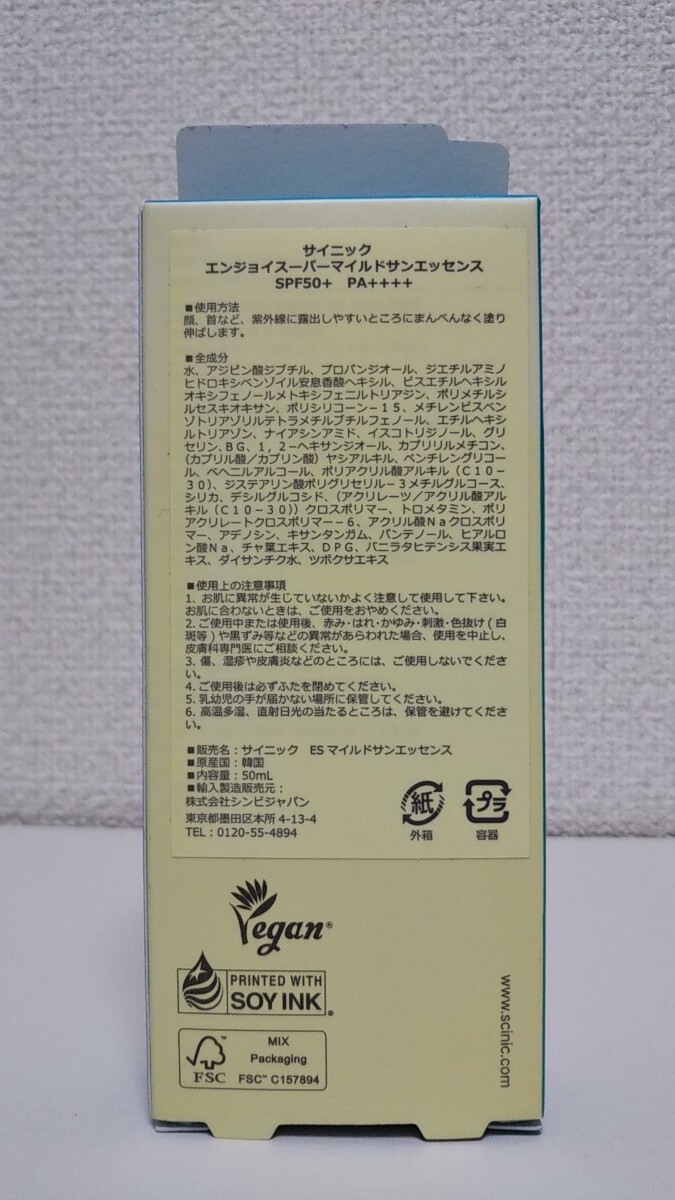 サイニック
エンジョイスーパーマイルドサンエッセンス
SPF50+ PA++++
■使用方法
顔、首など、紫外線に露出しやすいところにまんべんなく塗り
伸ばします。
■全成分
水、アジピン酸ジブチル、プロパンジオール、ジエチルアミノ
ヒドロキシベンゾイル安息香酸ヘキシル、ビスエチルヘキシル
オキシフェノールメトキシフェニルトリアジン、ポリメチルシ
ルセスキオキサン、ポリシリコーン−15、メチレンビスベン
ゾトリアゾリルテトラメチルブチルフェノール、エチルヘキシ
ルトリアゾン、ナイアシンアミド、イスコトリジノール、グリ
セリン、BG、1，2−ヘキサンジオール、カプリリルメチコン、
(カプリル酸／カプリン酸）ヤシアルキル、ペンチレングリコー
ル、ベヘニルアルコール、ポリアクリル酸アルキル（C10−
30)、ジステアリン酸ポリグリセリル−3メチルグルコース、
シリカ、デシルグルコシド、（アクリレーツ／アクリル酸アル
キル（C10−30)）クロスポリマー、トロメタミン、ポリ
アクリレートクロスポリマー−6、アクリル酸Naクロスポリ
マー、アデノシン、キサンタンガム、パンテノール、ヒアルロ
ン酸Na、チャ葉エキス、DPG、バニラタヒテンシス果実エ
キス、ダイサンチク水、ツボクサエキス
■使用上の注意事項
1. お肌に異常が生じていないかよく注意して使用して下さい。
お肌に合わないときは、ご使用をおやめください。
2. ご使用中または使用後、赤み・はれ・かゆみ・刺激・色抜け(白
斑等)や黒ずみ等などの異常があらわれた場合、使用を中止し、
皮膚科専門医にご相談ください。
3. 傷、湿疹や皮膚炎などのところには、ご使用しないでくださ
い。
4. ご使用後は必ずふたを閉めてください。
5. 乳幼児の手が届かない場所に保管してください。
6. 高温多湿、直射日光の当たるところは、保管を避けてくださ
い。
■販売名：サイニック ESマイルドサンエッセンス
■原産国：韓国
■内容量：50mL
■輸入製造販売元：
株式会社シンビジャパン
東京都墨田区本所4-13-4
TEL：0120-55-4894
紙
外箱
プラ
容器
Vegan®
PRINTED WITH
SOY INK®
FSC
MIX
Packaging
FSC™ C157894
www.scinic.com